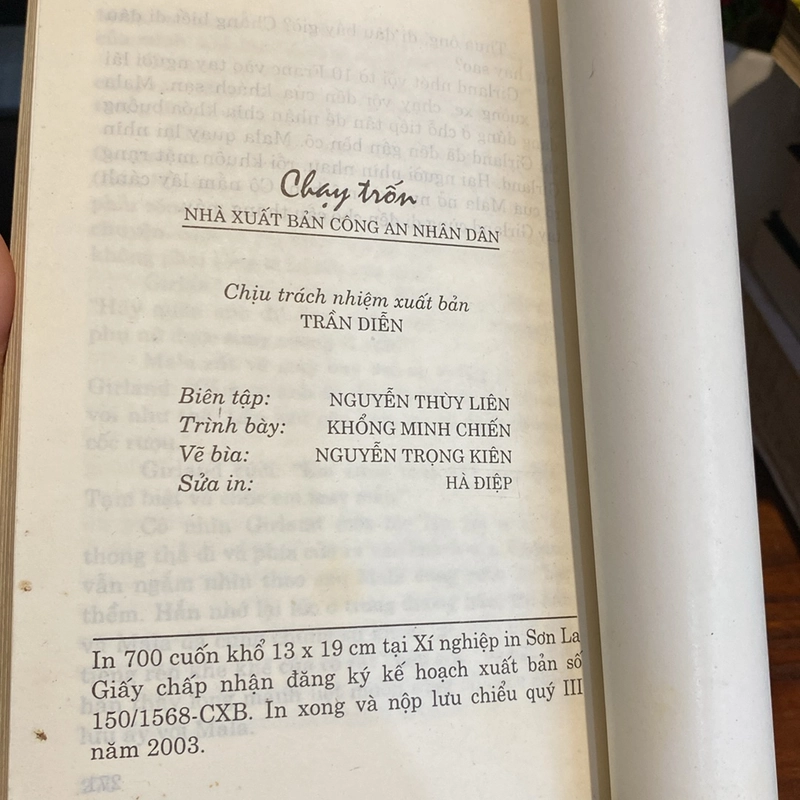 Chạy trốn
NHÀ XUẤT BẢN CÔNG AN NHÂN DÂN
Chịu trách nhiệm xuất bản
TRẦN DIỄN
Biên tập: NGUYỄN THÙY LIÊN
Trình bày: KHỔNG MINH CHIẾN
Vẽ bìa: NGUYỄN TRỌNG KIÊN
Sửa in: HÀ ĐIỆP
In 700 cuốn khổ 13 x 19 cm tại Xí nghiệp in Sơn La
Giấy chấp nhận đăng ký kế hoạch xuất bản số
150/1568-CXB. In xong và nộp lưu chiểu quý III
năm 2003.